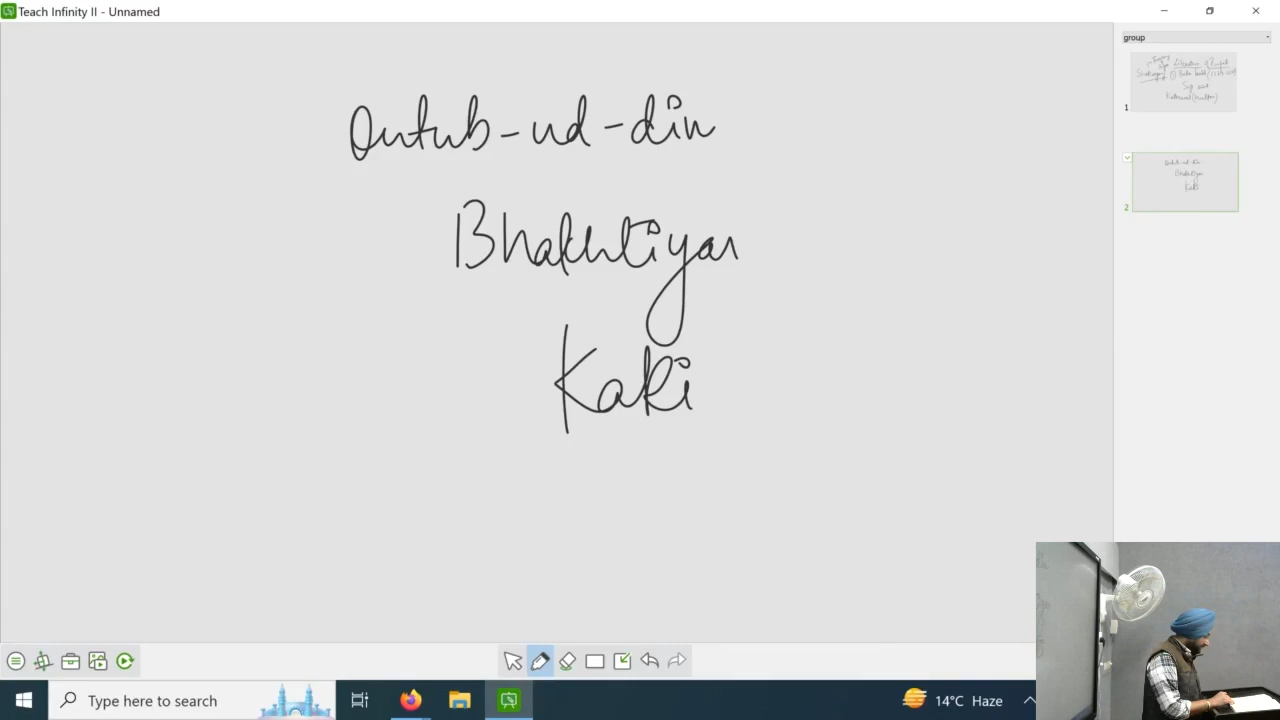 Teach Infinity II - Unnamed
group
Qutub-ud-din
Bhakhtiyar
Kaki
1
2
Type here to search
14°C Haze